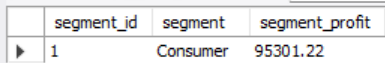 segment_id segment segment_profit
1 Consumer 95301.22